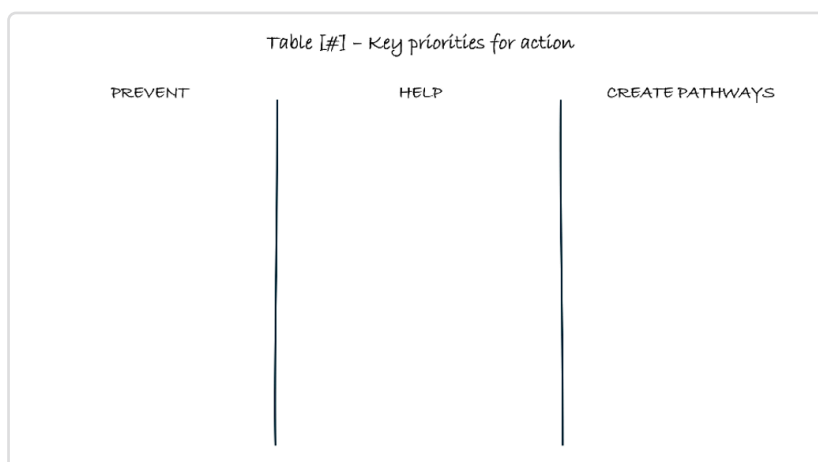 Table [#] – Key priorities for action
PREVENT
HELP
CREATE PATHWAYS